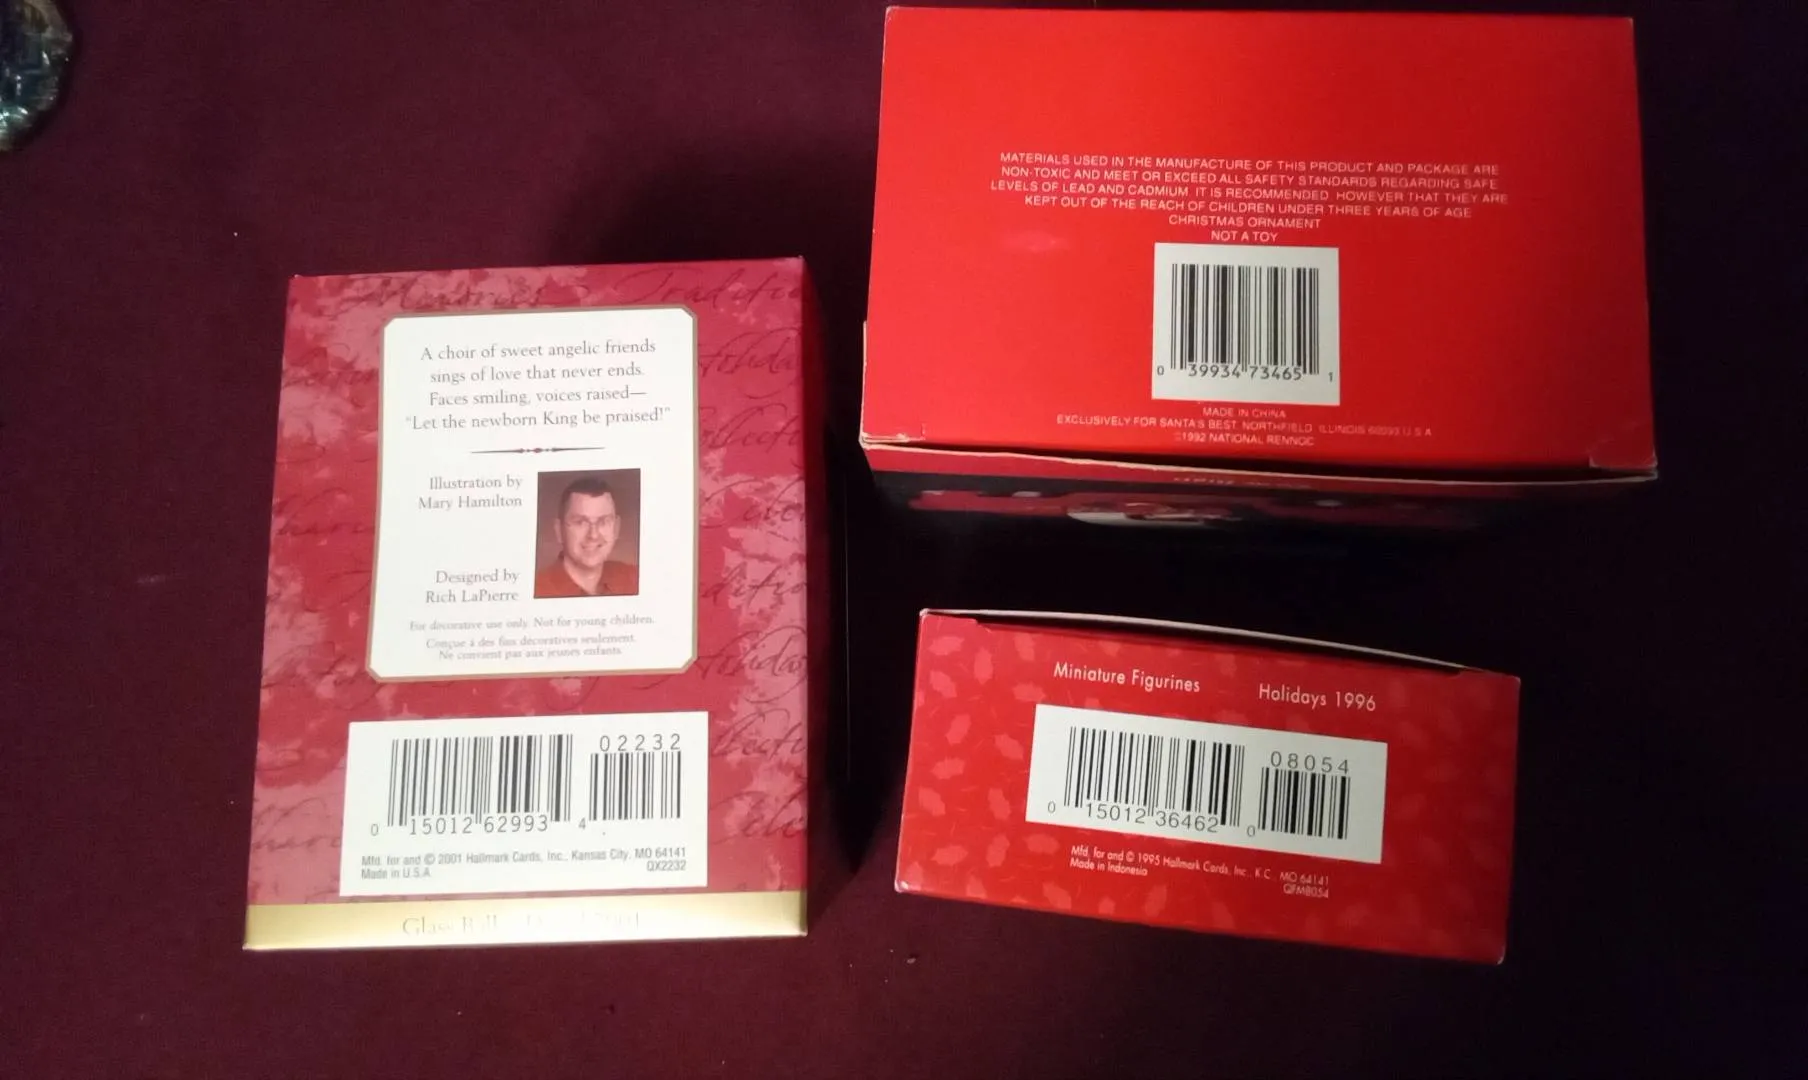 A choir of sweet angelic friends
sings of love that never ends.
Faces smiling, voices raised—
"Let the newborn King be praised!"
Illustration by
Mary Hamilton
Designed by
Rich LaPierre
For decorative use only. Not for young children.
Conçue à des fins décoratives seulement.
Ne convient pas aux jeunes enfants.
02232
0 15012 62993 4
Mfd. for and © 2001 Hallmark Cards, Inc., Kansas City, MO 64141
Made in U.S.A.
QX2232
Glass Ball
MATERIALS USED IN THE MANUFACTURE OF THIS PRODUCT AND PACKAGE ARE
NON-TOXIC AND MEET OR EXCEED ALL SAFETY STANDARDS REGARDING SAFE
LEVELS OF LEAD AND CADMIUM. IT IS RECOMMENDED HOWEVER THAT THEY ARE
KEPT OUT OF THE REACH OF CHILDREN UNDER THREE YEARS OF AGE
CHRISTMAS ORNAMENT
NOT A TOY
0 39934 73465 1
MADE IN CHINA
EXCLUSIVELY FOR SANTA'S BEST, NORTHFIELD, ILLINOIS 60093 U.S.A.
©1992 NATIONAL RENNOC
Miniature Figurines Holidays 1996
08054
0 15012 36462 0
Mfd. for and © 1995 Hallmark Cards, Inc., K.C., MO 64141
Made in Indonesia
QFM8054